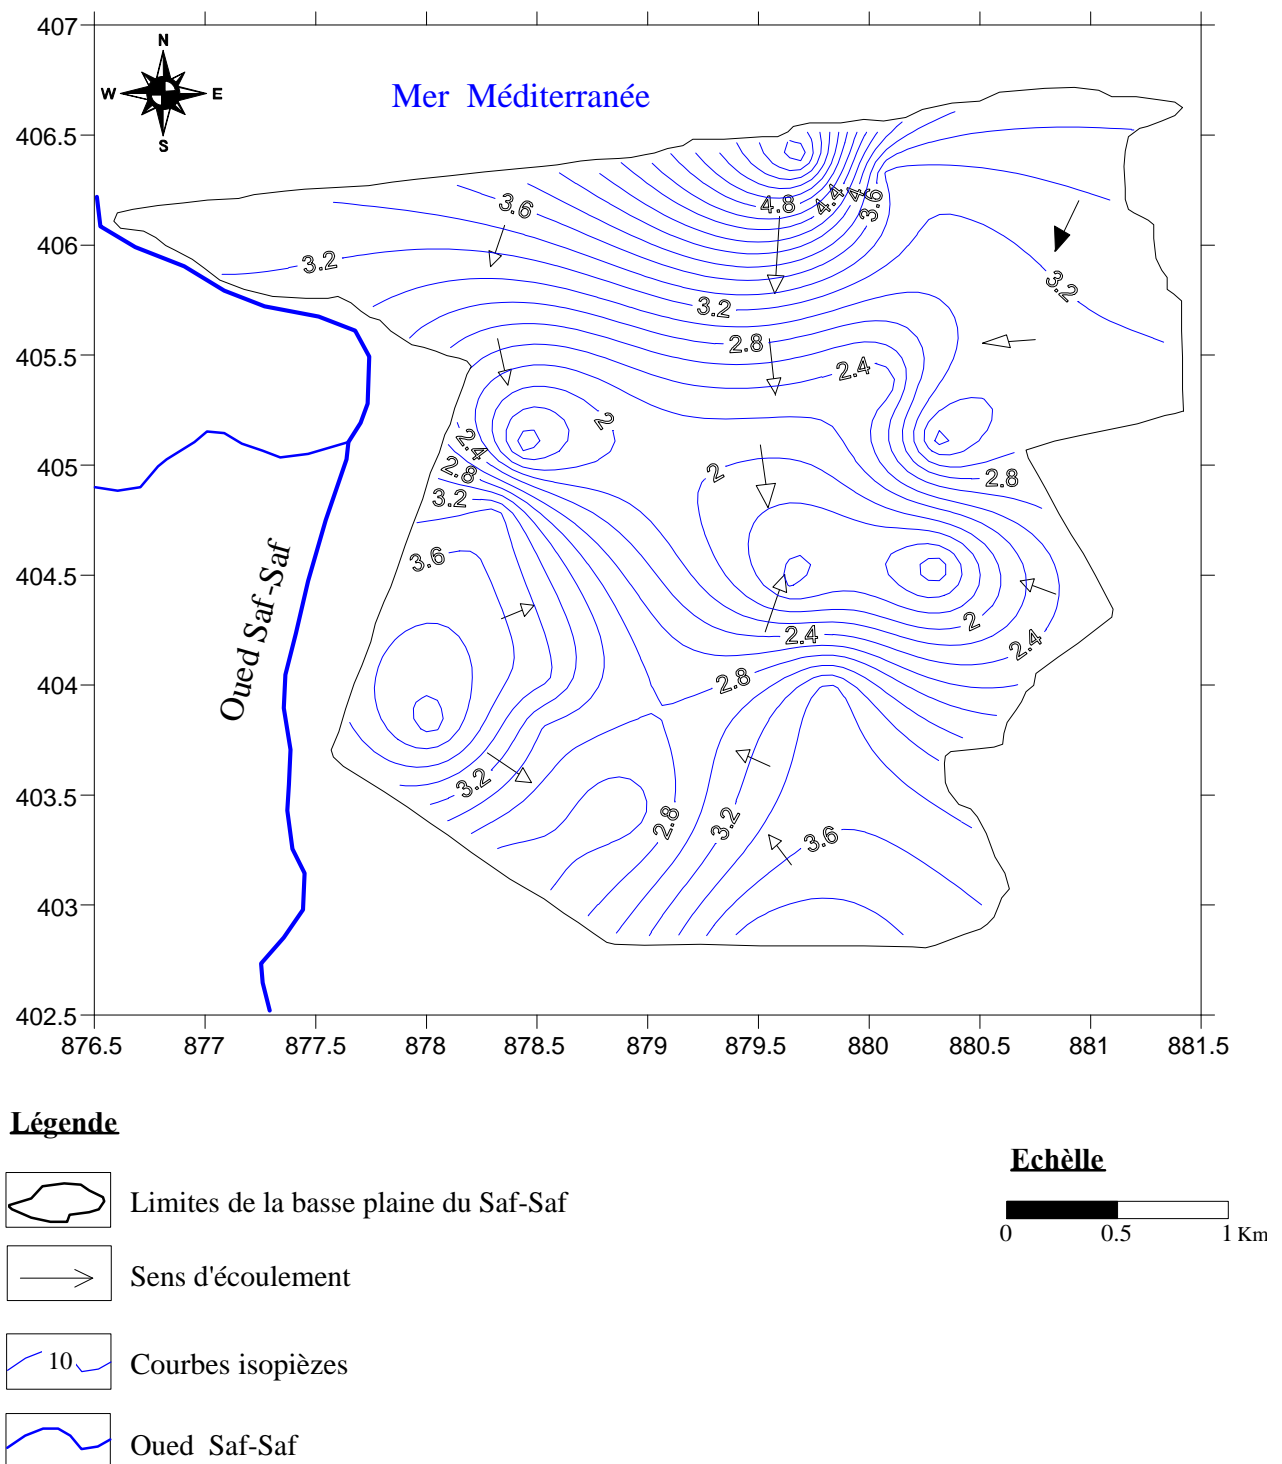 407
N
W
E
S
Mer Méditerranée
406.5
4.8
4.4
4
3.6
3.6
406
3.2
3.2
3.2
405.5
2.8
2.4
2
2.4
405
2.8
2
2.8
3.2
404.5
3.6
2
2.4
2.4
Oued Saf-Saf
404
2.8
403.5
3.2
2.8
3.2
3.6
403
402.5
876.5 877 877.5 878 878.5 879 879.5 880 880.5 881 881.5
Légende
Echèlle
Limites de la basse plaine du Saf-Saf
0 0.5 1 Km
Sens d'écoulement
10 Courbes isopièzes
Oued Saf-Saf